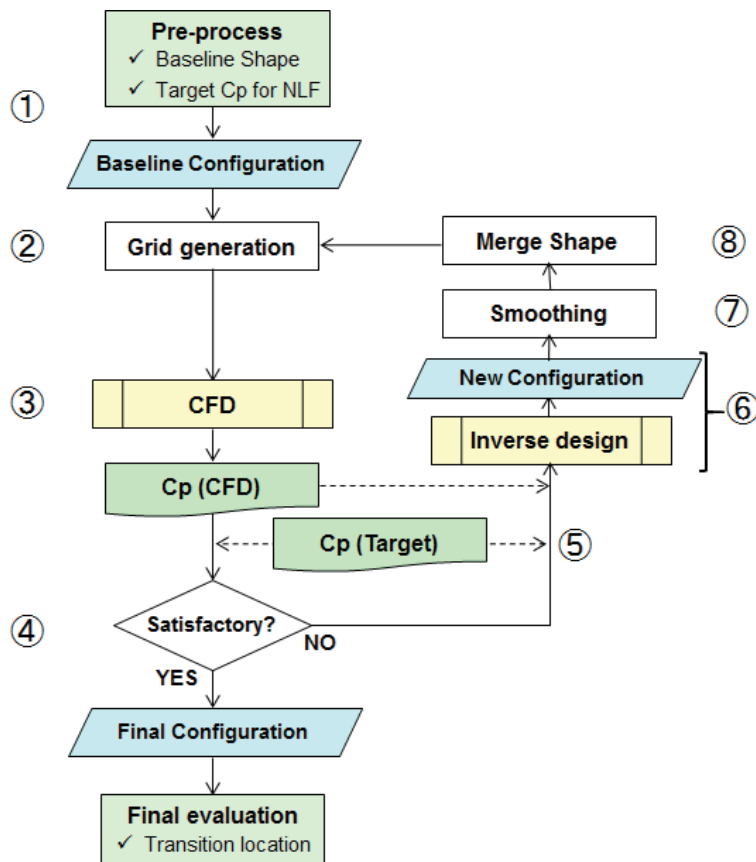 Pre-process
✓ Baseline Shape
✓ Target Cp for NLF
①
Baseline Configuration
②
Grid generation
Merge Shape
⑧
Smoothing
⑦
New Configuration
③
CFD
⑥
Inverse design
Cp (CFD)
Cp (Target)
⑤
④
Satisfactory?
NO
YES
Final Configuration
Final evaluation
✓ Transition location